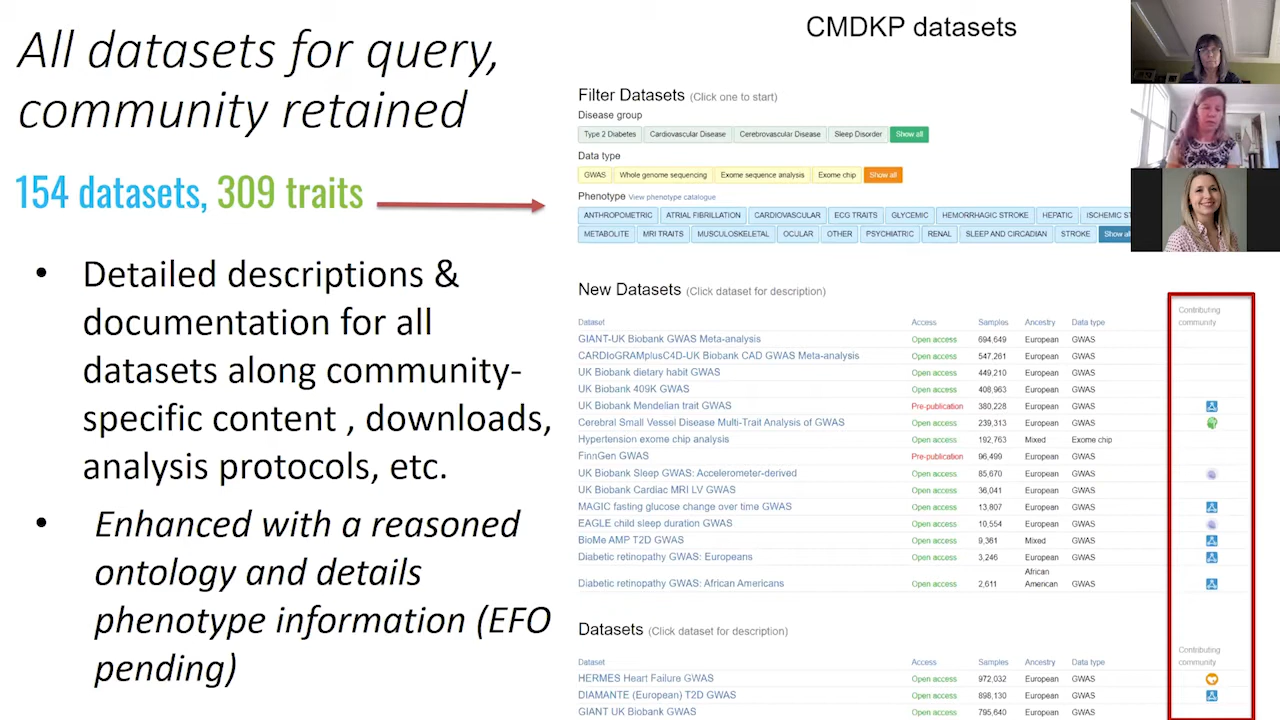 All datasets for query,
community retained
154 datasets, 309 traits
• Detailed descriptions &
documentation for all
datasets along community-
specific content , downloads,
analysis protocols, etc.
• Enhanced with a reasoned
ontology and details
phenotype information (EFO
pending)
CMDKP datasets
Filter Datasets (Click one to start)
Disease group
Type 2 Diabetes Cardiovascular Disease Cerebrovascular Disease Sleep Disorder Show all
Data type
GWAS Whole genome sequencing Exome sequence analysis Exome chip Show all
Phenotype View phenotype catalogue
ANTHROPOMETRIC ATRIAL FIBRILLATION CARDIOVASCULAR ECG TRAITS GLYCEMIC HEMORRHAGIC STROKE HEPATIC ISCHEMIC ST
METABOLITE MRI TRAITS MUSCULOSKELETAL OCULAR OTHER PSYCHIATRIC RENAL SLEEP AND CIRCADIAN STROKE Show all
New Datasets (Click dataset for description)
Dataset Access Samples Ancestry Data type Contributing community
GIANT-UK Biobank GWAS Meta-analysis Open access 694,649 European GWAS
CARDIoGRAMplusC4D-UK Biobank CAD GWAS Meta-analysis Open access 547,261 European GWAS
UK Biobank dietary habit GWAS Open access 449,210 European GWAS
UK Biobank 409K GWAS Open access 408,963 European GWAS
UK Biobank Mendelian trait GWAS Pre-publication 380,228 European GWAS
Cerebral Small Vessel Disease Multi-Trait Analysis of GWAS Open access 239,313 European GWAS
Hypertension exome chip analysis Open access 192,763 Mixed Exome chip
FinnGen GWAS Pre-publication 96,499 European GWAS
UK Biobank Sleep GWAS: Accelerometer-derived Open access 85,670 European GWAS
UK Biobank Cardiac MRI LV GWAS Open access 36,041 European GWAS
MAGIC fasting glucose change over time GWAS Open access 13,807 European GWAS
EAGLE child sleep duration GWAS Open access 10,554 European GWAS
BioMe AMP T2D GWAS Open access 9,361 Mixed GWAS
Diabetic retinopathy GWAS: Europeans Open access 3,246 European GWAS
Diabetic retinopathy GWAS: African Americans Open access 2,611 African American GWAS
Datasets (Click dataset for description)
Dataset Access Samples Ancestry Data type Contributing community
HERMES Heart Failure GWAS Open access 972,032 European GWAS
DIAMANTE (European) T2D GWAS Open access 898,130 European GWAS
GIANT UK Biobank GWAS Open access 795,640 European GWAS